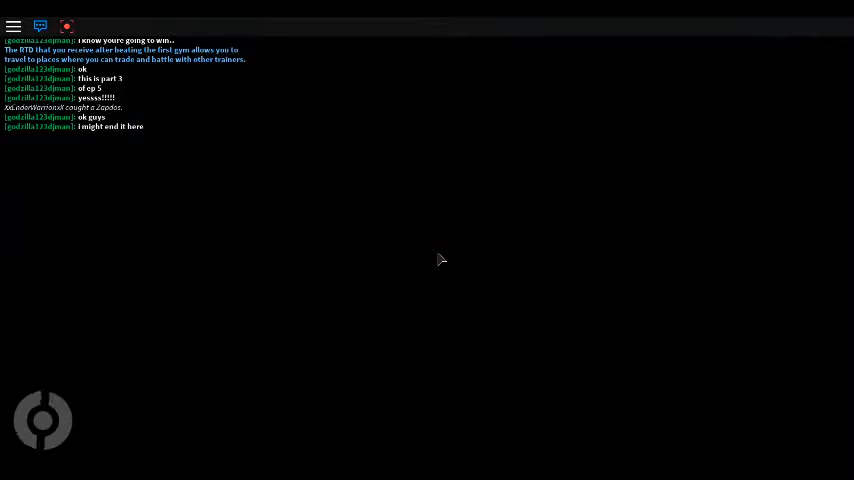 [godzilla123djman]: I know youre going to win..
The RTD that you receive after beating the first gym allows you to
travel to places where you can trade and battle with other trainers.
[godzilla123djman]: ok
[godzilla123djman]: this is part 3
[godzilla123djman]: of ep 5
[godzilla123djman]: yessss!!!!!
XxEnderWarrionxX caught a Zapdos.
[godzilla123djman]: ok guys
[godzilla123djman]: I might end it here